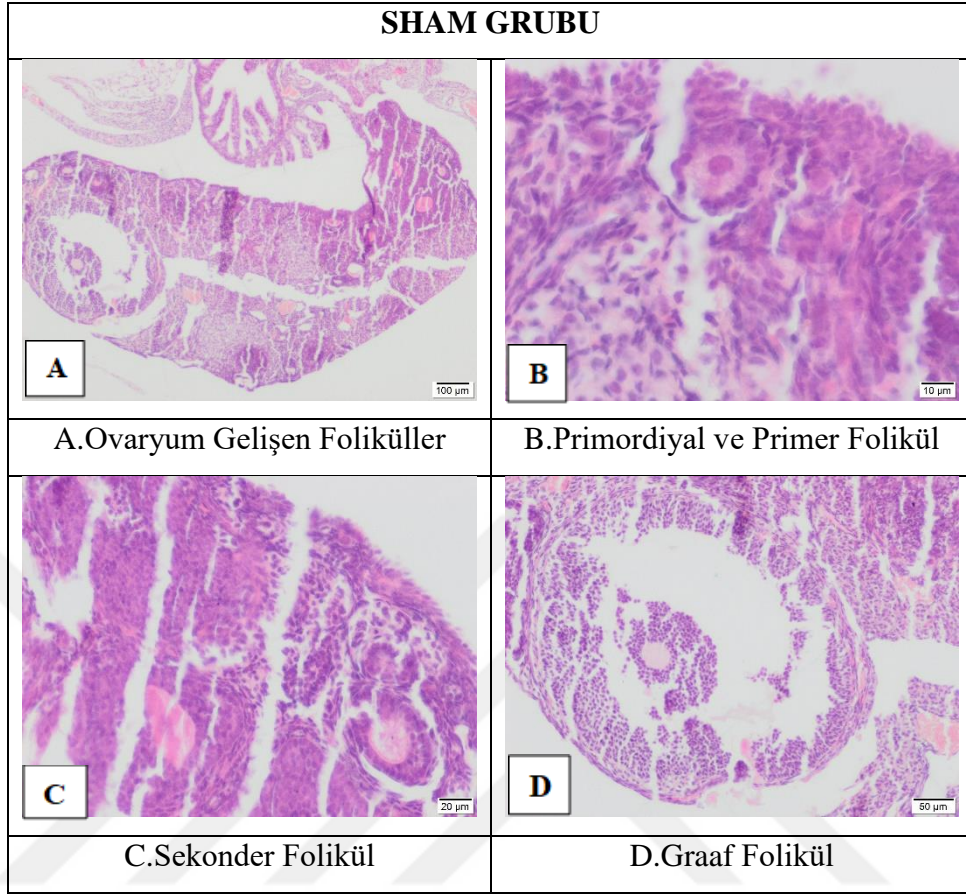 SHAM GRUBU
A
100 µm
B
10 µm
A.Ovaryum Gelişen Foliküller
B.Primordiyal ve Primer Folikül
C
20 µm
D
50 µm
C.Sekonder Folikül
D.Graaf Folikül